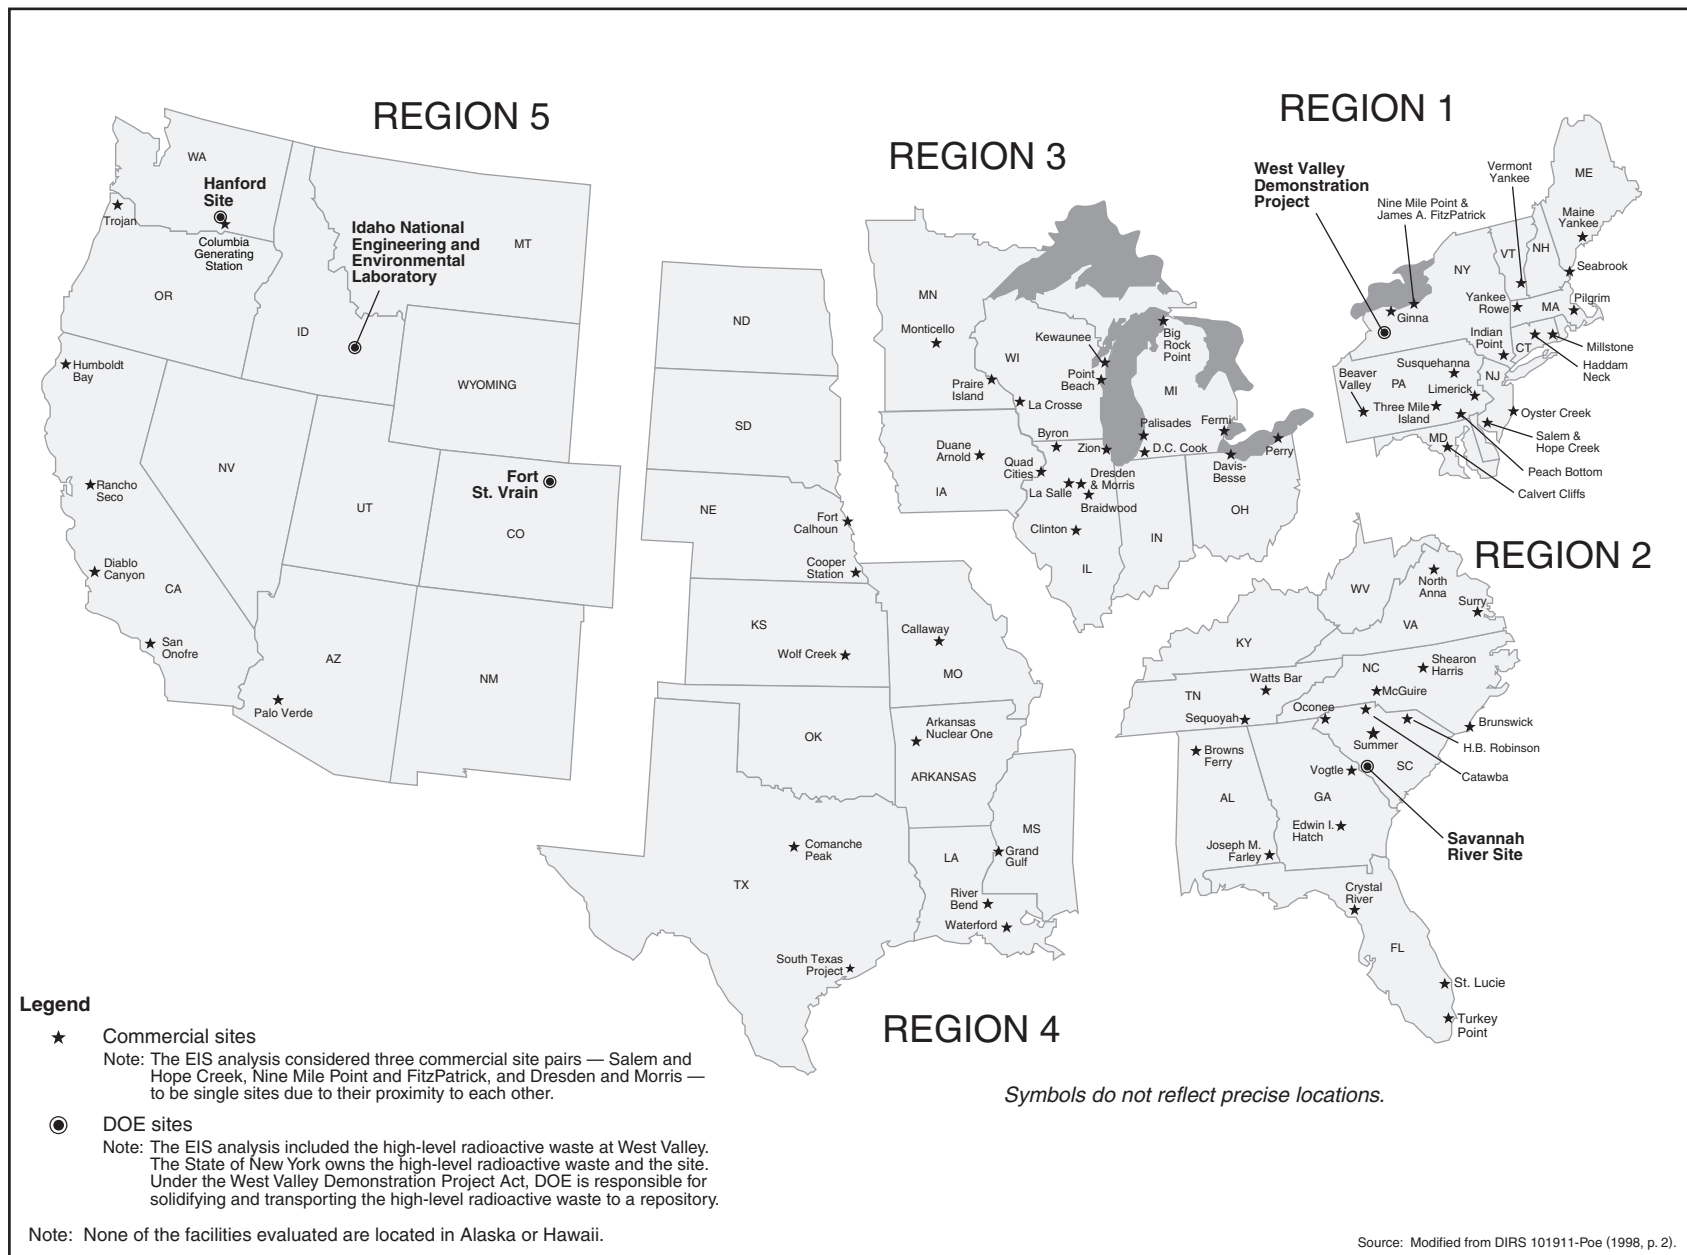 REGION 5
WA
Hanford
Site
Trojan
Columbia
Generating
Station
Idaho National
Engineering and
Environmental
Laboratory
MT
OR
ID
WYOMING
Humboldt
Bay
NV
Fort
St. Vrain
Rancho
Seco
UT
CO
Diablo
Canyon
CA
San
Onofre
AZ
NM
Palo Verde
REGION 3
MN
Monticello
Kewaunee
Big
Rock
Point
WI
Point
Beach
MI
Praire
Island
La Crosse
Palisades
Fermi
Byron
Duane
Arnold
Zion
D.C. Cook
Perry
Quad
Cities
Davis-
Besse
Dresden
& Morris
IA
La Salle
Braidwood
OH
Clinton
IN
IL
REGION 1
West Valley
Demonstration
Project
Vermont
Yankee
Nine Mile Point &
James A. FitzPatrick
ME
Maine
Yankee
VT
NH
NY
Seabrook
Yankee
Rowe
MA
Pilgrim
Ginna
Indian
Point
CT
Millstone
Susquehanna
Haddam
Neck
Beaver
Valley
PA
NJ
Limerick
Three Mile
Island
Oyster Creek
MD
Salem &
Hope Creek
Peach Bottom
Calvert Cliffs
REGION 2
North
Anna
WV
Surry
VA
KY
NC
Shearon
Harris
Watts Bar
TN
McGuire
Oconee
Sequoyah
Brunswick
H.B. Robinson
Summer
Browns
Ferry
Vogtle
SC
Catawba
AL
GA
Edwin I.
Hatch
Savannah
River Site
Joseph M.
Farley
Crystal
River
FL
St. Lucie
Turkey
Point
ND
SD
NE
Fort
Calhoun
Cooper
Station
KS
Callaway
Wolf Creek
MO
OK
Arkansas
Nuclear One
ARKANSAS
MS
Comanche
Peak
LA
Grand
Gulf
TX
River
Bend
Waterford
South Texas
Project
REGION 4
Legend
Commercial sites
Note: The EIS analysis considered three commercial site pairs — Salem and
Hope Creek, Nine Mile Point and FitzPatrick, and Dresden and Morris —
to be single sites due to their proximity to each other.
Symbols do not reflect precise locations.
DOE sites
Note: The EIS analysis included the high-level radioactive waste at West Valley.
The State of New York owns the high-level radioactive waste and the site.
Under the West Valley Demonstration Project Act, DOE is responsible for
solidifying and transporting the high-level radioactive waste to a repository.
Note: None of the facilities evaluated are located in Alaska or Hawaii.
Source: Modified from DIRS 101911-Poe (1998, p. 2).